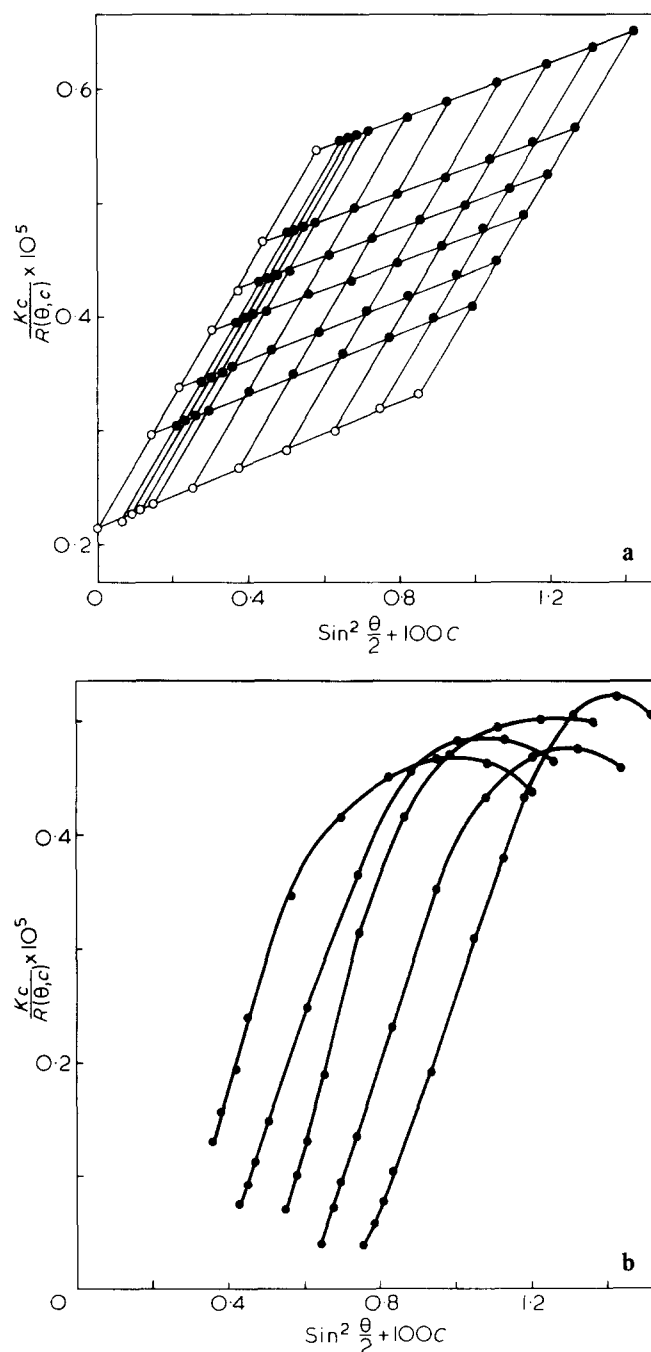 0·6
Kc / R(θ,c) × 10⁵
0·4
0·2
a
0 0·4 0·8 1·2
Sin² θ/2 + 100C
0·4
Kc / R(θ,c) × 10⁵
0·2
b
0 0·4 0·8 1·2
Sin² θ/2 + 100C